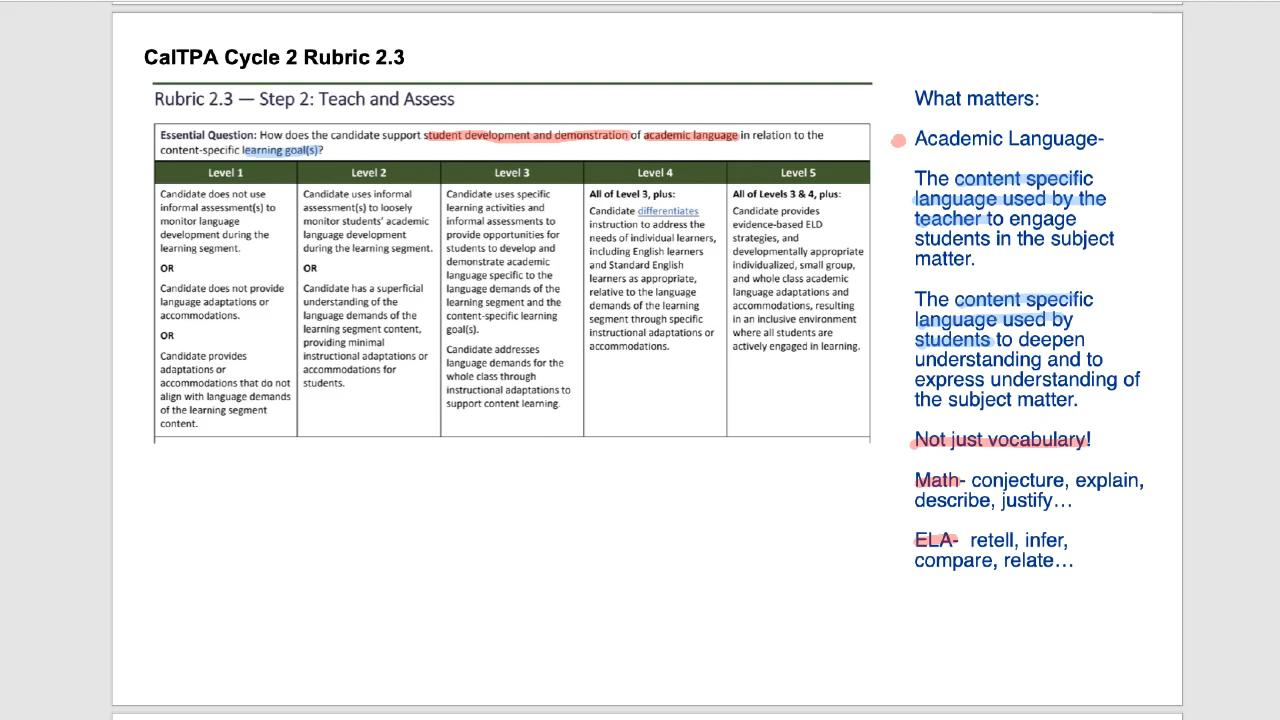 CalTPA Cycle 2 Rubric 2.3
Rubric 2.3 — Step 2: Teach and Assess
Essential Question: How does the candidate support student development and demonstration of academic language in relation to the
content-specific learning goal(s)?
Level 1
Candidate does not use
informal assessment(s) to
monitor language
development during the
learning segment.
OR
Candidate does not provide
language adaptations or
accommodations.
OR
Candidate provides
adaptations or
accommodations that do not
align with language demands
of the learning segment
content.
Level 2
Candidate uses informal
assessment(s) to loosely
monitor students' academic
language development
during the learning segment.
OR
Candidate has a superficial
understanding of the
language demands of the
learning segment content,
providing minimal
instructional adaptations or
accommodations for
students.
Level 3
Candidate uses specific
learning activities and
informal assessments to
provide opportunities for
students to develop and
demonstrate academic
language specific to the
language demands of the
learning segment and the
content-specific learning
goal(s).
Candidate addresses
language demands for the
whole class through
instructional adaptations to
support content learning.
Level 4
All of Level 3, plus:
Candidate differentiates
instruction to address the
needs of individual learners,
including English learners
and Standard English
learners as appropriate,
relative to the language
demands of the learning
segment through specific
instructional adaptations or
accommodations.
Level 5
All of Levels 3 & 4, plus:
Candidate provides
evidence-based ELD
strategies, and
developmentally appropriate
individualized, small group,
and whole class academic
language adaptations and
accommodations, resulting
in an inclusive environment
where all students are
actively engaged in learning.
What matters:
Academic Language-
The content specific
language used by the
teacher to engage
students in the subject
matter.
The content specific
language used by
students to deepen
understanding and to
express understanding of
the subject matter.
Not just vocabulary!
Math- conjecture, explain,
describe, justify…
ELA- retell, infer,
compare, relate…